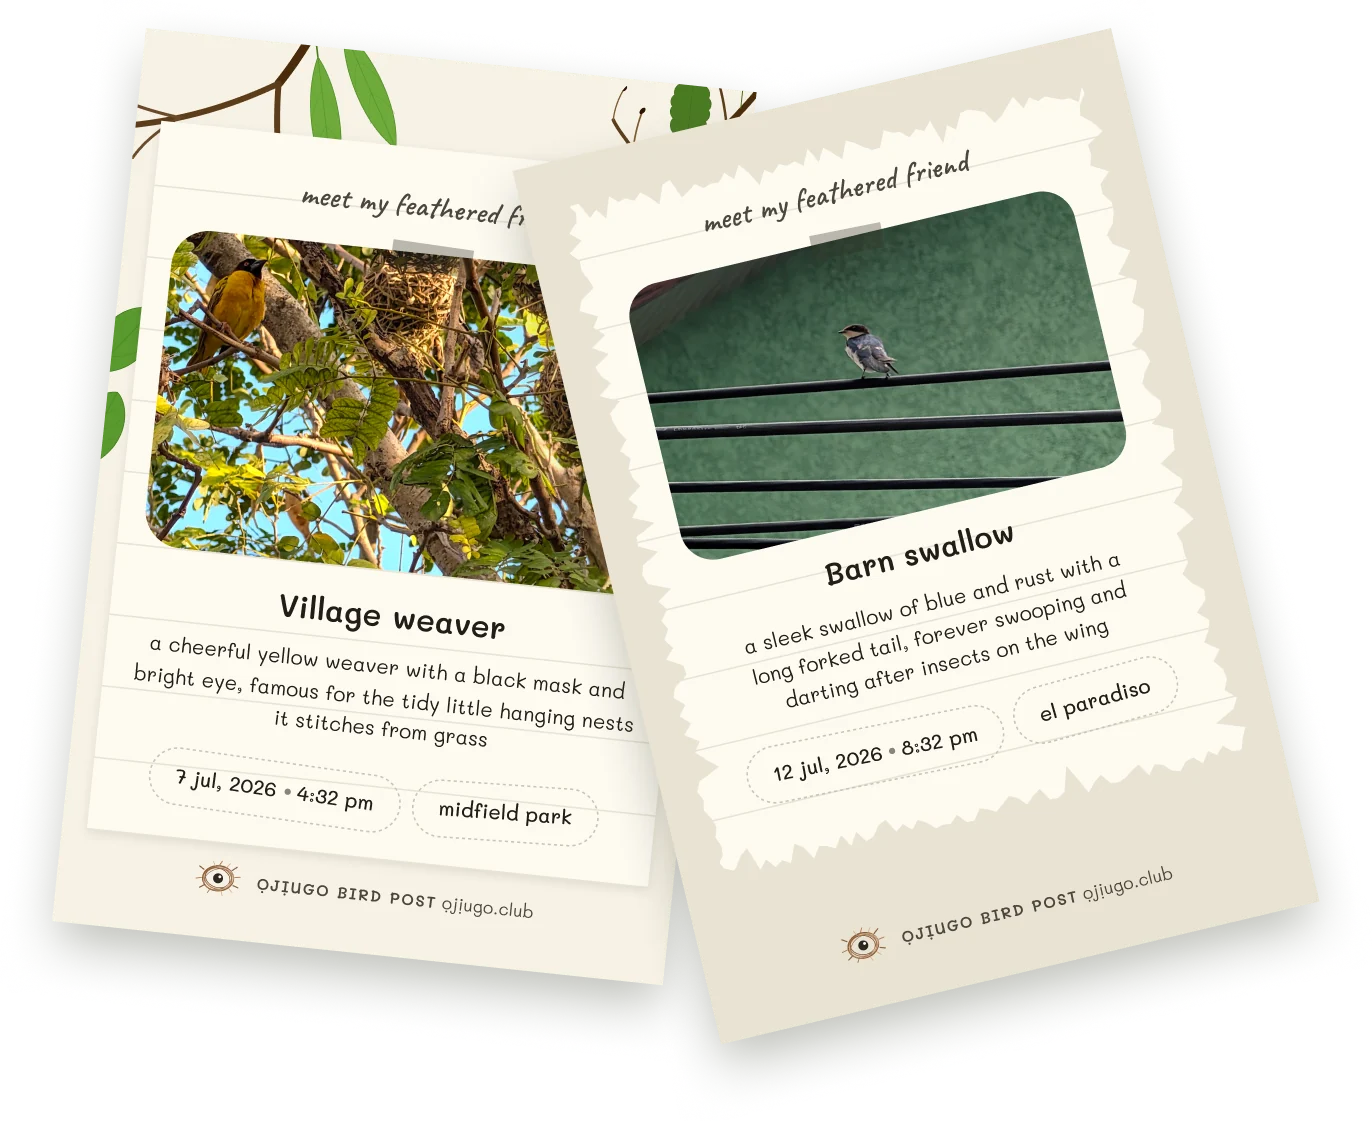 meet my feathered fr
Village weaver
a cheerful yellow weaver with a black mask and
bright eye, famous for the tidy little hanging nests
it stitches from grass
7 jul, 2026 • 4:32 pm
midfield park
ỌJỊUGO BIRD POST ọjịugo.club
meet my feathered friend
Barn swallow
a sleek swallow of blue and rust with a
long forked tail, forever swooping and
darting after insects on the wing
12 jul, 2026 • 8:32 pm
el paradiso
ỌJỊUGO BIRD POST ọjịugo.club